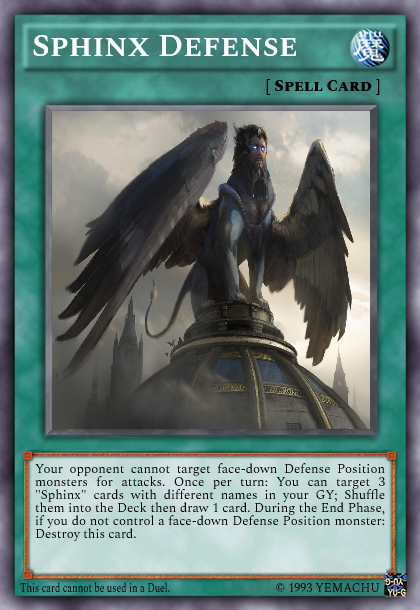 SPHINX DEFENSE
魔
[ SPELL CARD ]
Your opponent cannot target face-down Defense Position
monsters for attacks. Once per turn: You can target 3
"Sphinx" cards with different names in your GY; Shuffle
them into the Deck then draw 1 card. During the End Phase,
if you do not control a face-down Defense Position monster:
Destroy this card.
This card cannot be used in a Duel.
© 1993 YEMACHU